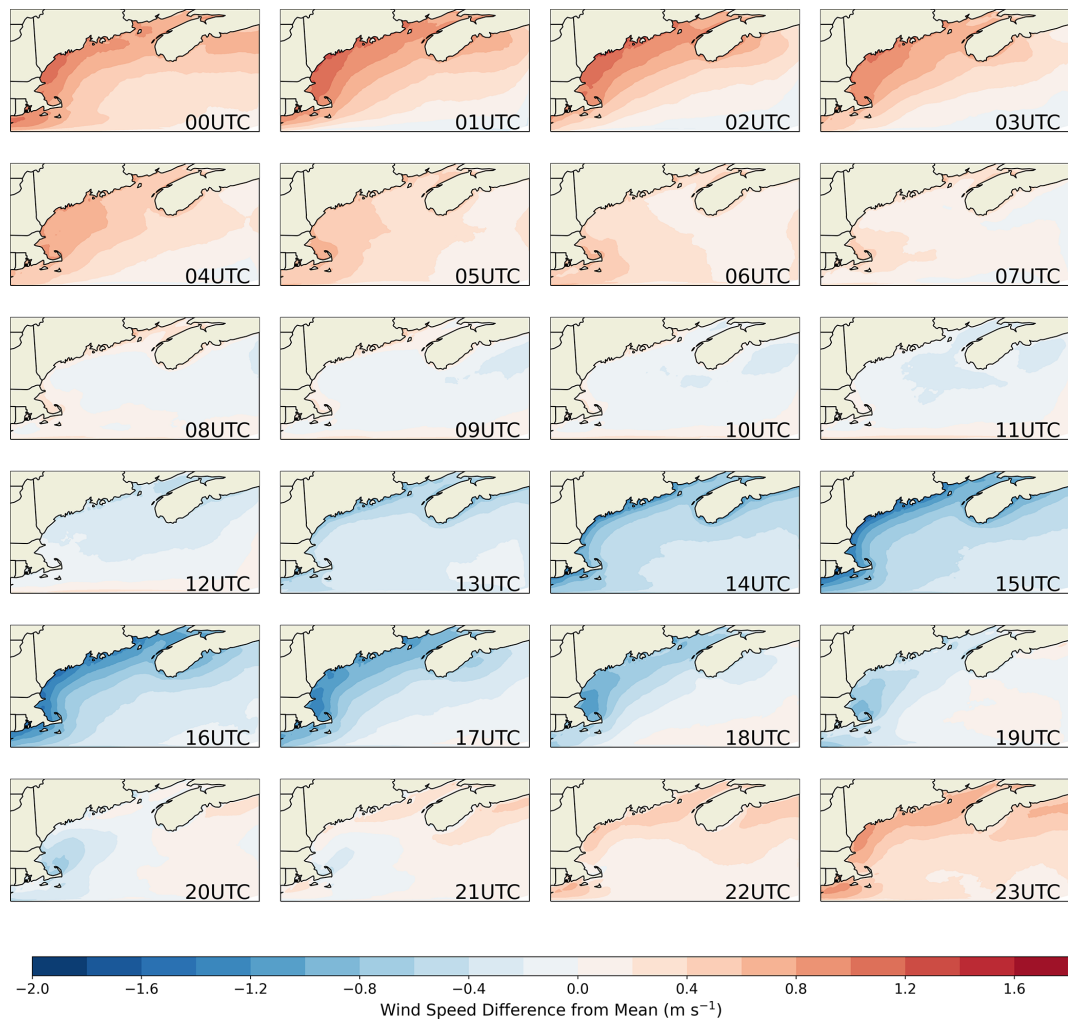 00UTC
01UTC
02UTC
03UTC
04UTC
05UTC
06UTC
07UTC
08UTC
09UTC
10UTC
11UTC
12UTC
13UTC
14UTC
15UTC
16UTC
17UTC
18UTC
19UTC
20UTC
21UTC
22UTC
23UTC
−2.0 −1.6 −1.2 −0.8 −0.4 0.0 0.4 0.8 1.2 1.6
Wind Speed Difference from Mean (m s⁻¹)